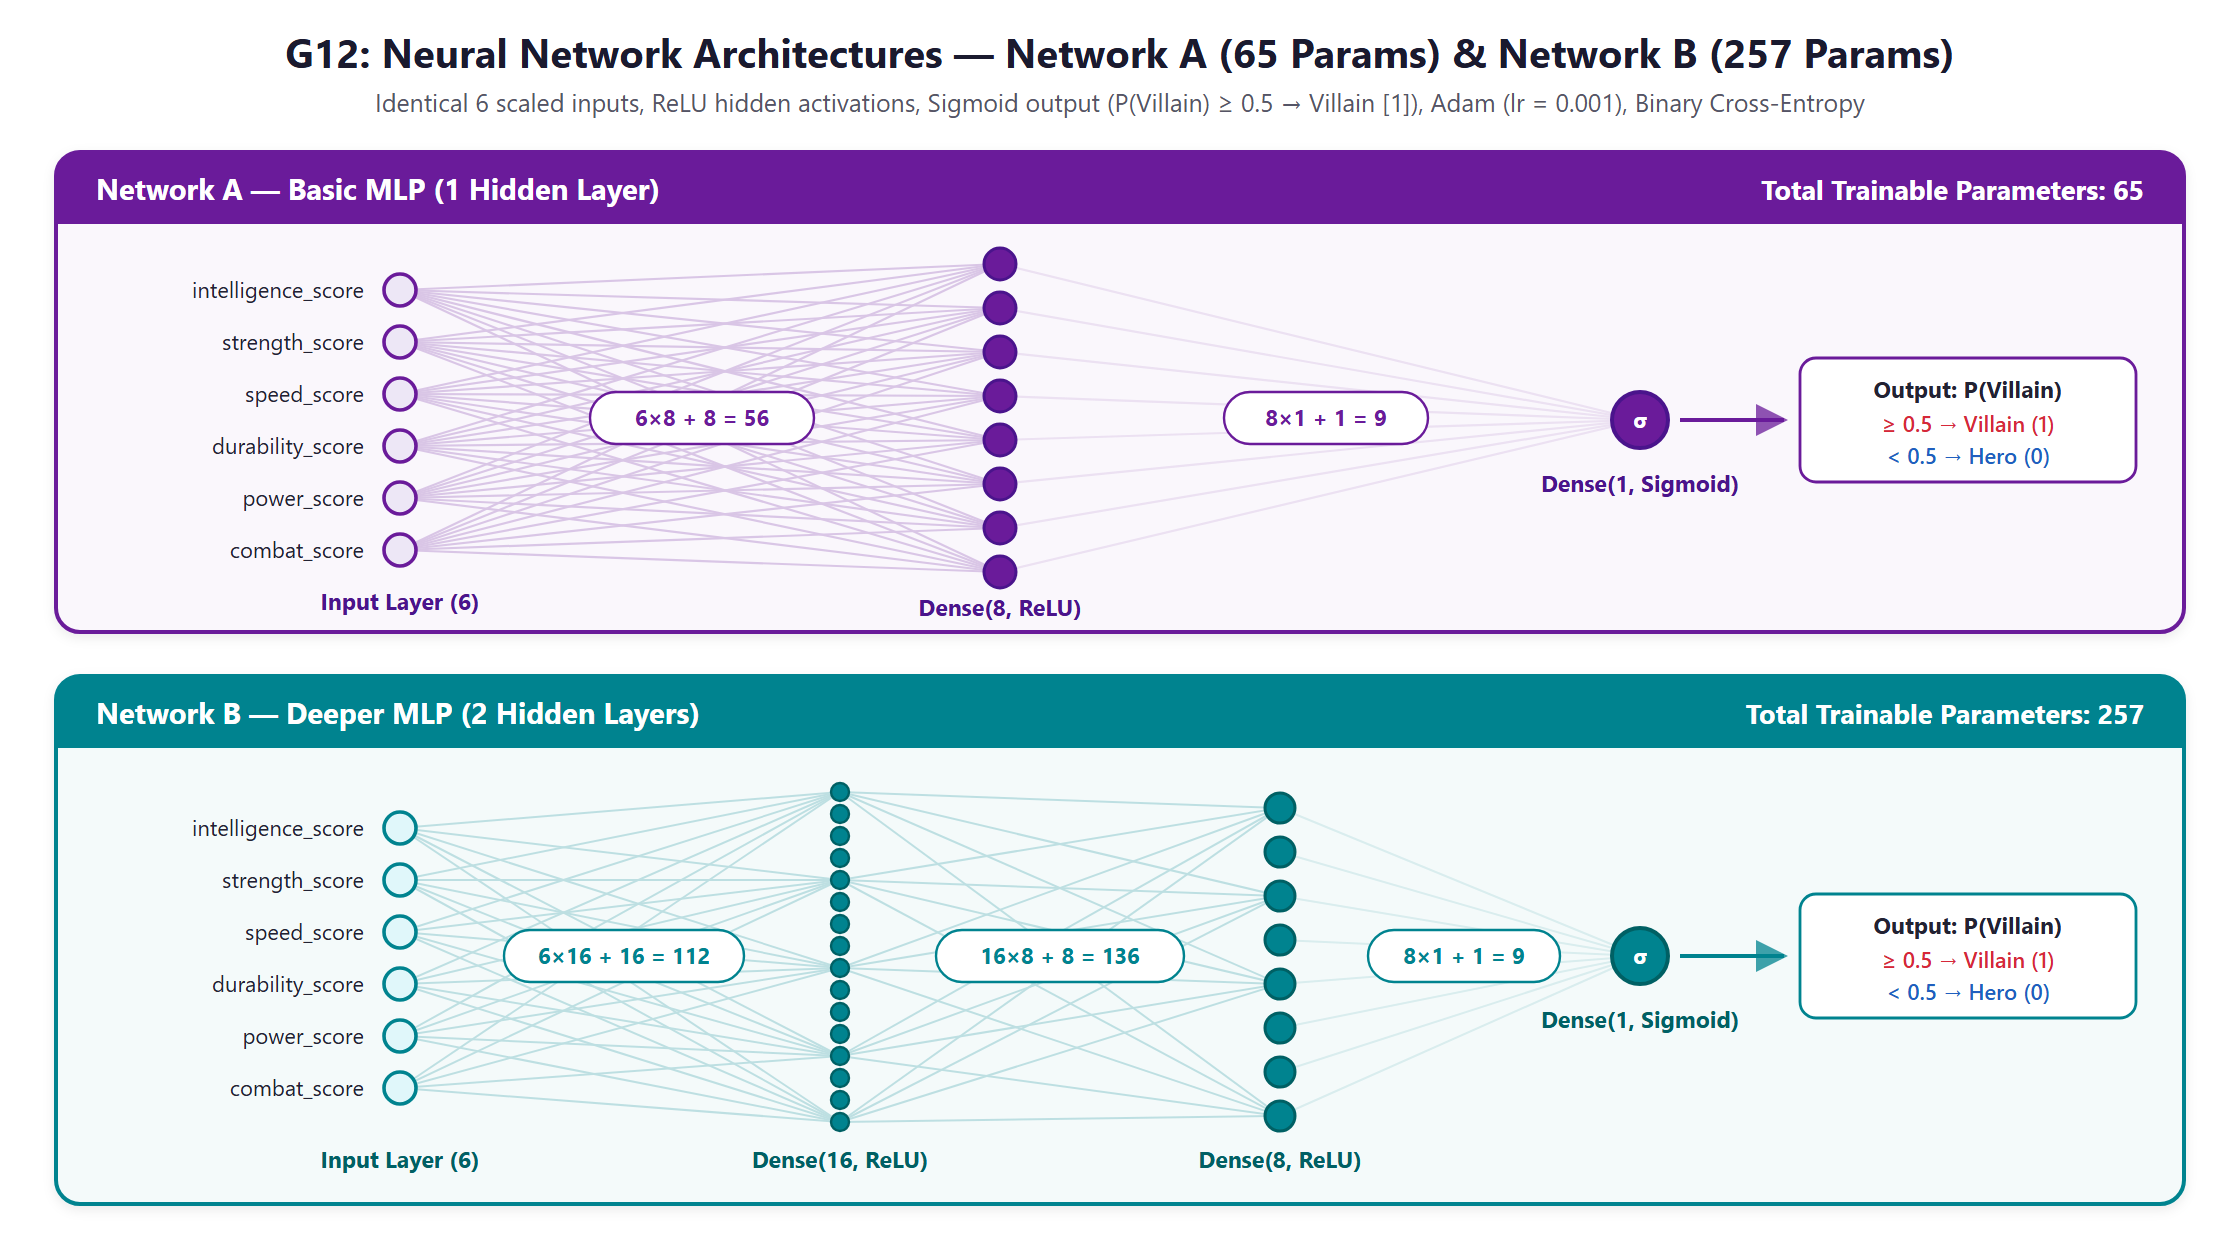 G12: Neural Network Architectures — Network A (65 Params) & Network B (257 Params)
Identical 6 scaled inputs, ReLU hidden activations, Sigmoid output (P(Villain) ≥ 0.5 → Villain [1]), Adam (lr = 0.001), Binary Cross-Entropy
Network A — Basic MLP (1 Hidden Layer)
Total Trainable Parameters: 65
intelligence_score
strength_score
speed_score
durability_score
power_score
combat_score
Input Layer (6)
6×8 + 8 = 56
Dense(8, ReLU)
8×1 + 1 = 9
σ
Dense(1, Sigmoid)
Output: P(Villain)
≥ 0.5 → Villain (1)
< 0.5 → Hero (0)
Network B — Deeper MLP (2 Hidden Layers)
Total Trainable Parameters: 257
intelligence_score
strength_score
speed_score
durability_score
power_score
combat_score
Input Layer (6)
6×16 + 16 = 112
Dense(16, ReLU)
16×8 + 8 = 136
Dense(8, ReLU)
8×1 + 1 = 9
σ
Dense(1, Sigmoid)
Output: P(Villain)
≥ 0.5 → Villain (1)
< 0.5 → Hero (0)